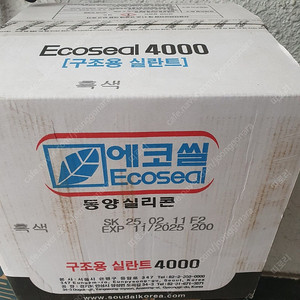 Ecoseal 4000
[구조용 실란트]
흑색
에코씰
Ecoseal
동양실리콘
SK 25.02.11 F2
EXP 11/2025 200
흑색
구조용 실란트 4000
www.soudalkorea.com